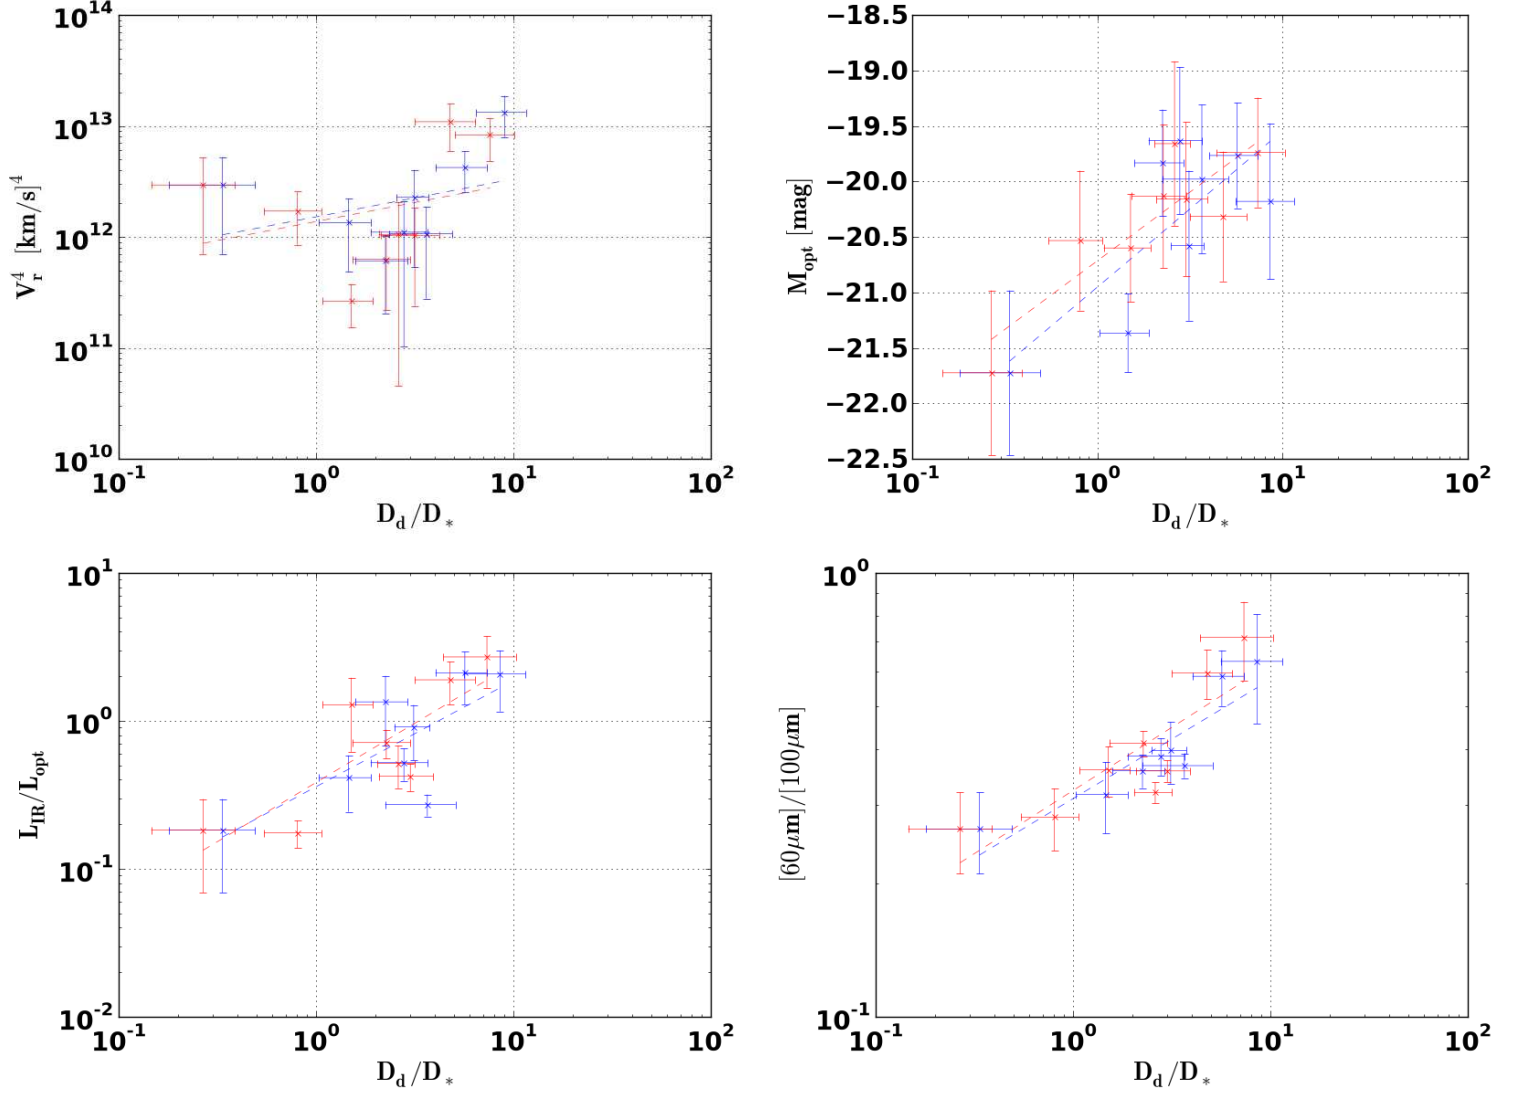 10^14
10^13
10^12
10^11
10^10
V_r^4 [km/s]^4
10^-1 10^0 10^1 10^2
D_d/D_*
−18.5
−19.0
−19.5
−20.0
−20.5
−21.0
−21.5
−22.0
−22.5
M_opt [mag]
10^-1 10^0 10^1 10^2
D_d/D_*
10^1
10^0
10^-1
10^-2
L_IR/L_opt
10^-1 10^0 10^1 10^2
D_d/D_*
10^0
10^-1
[60μm]/[100μm]
10^-1 10^0 10^1 10^2
D_d/D_*